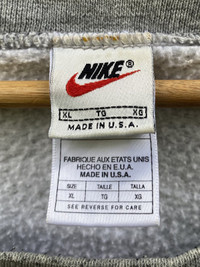 NIKE®
XL TG XG
MADE IN U.S.A.
FABRIQUE AUX ETATS UNIS
HECHO EN E.U.A.
MADE IN U.S.A.
SIZE TAILLE TALLA
XL TG XG
SEE REVERSE FOR CARE